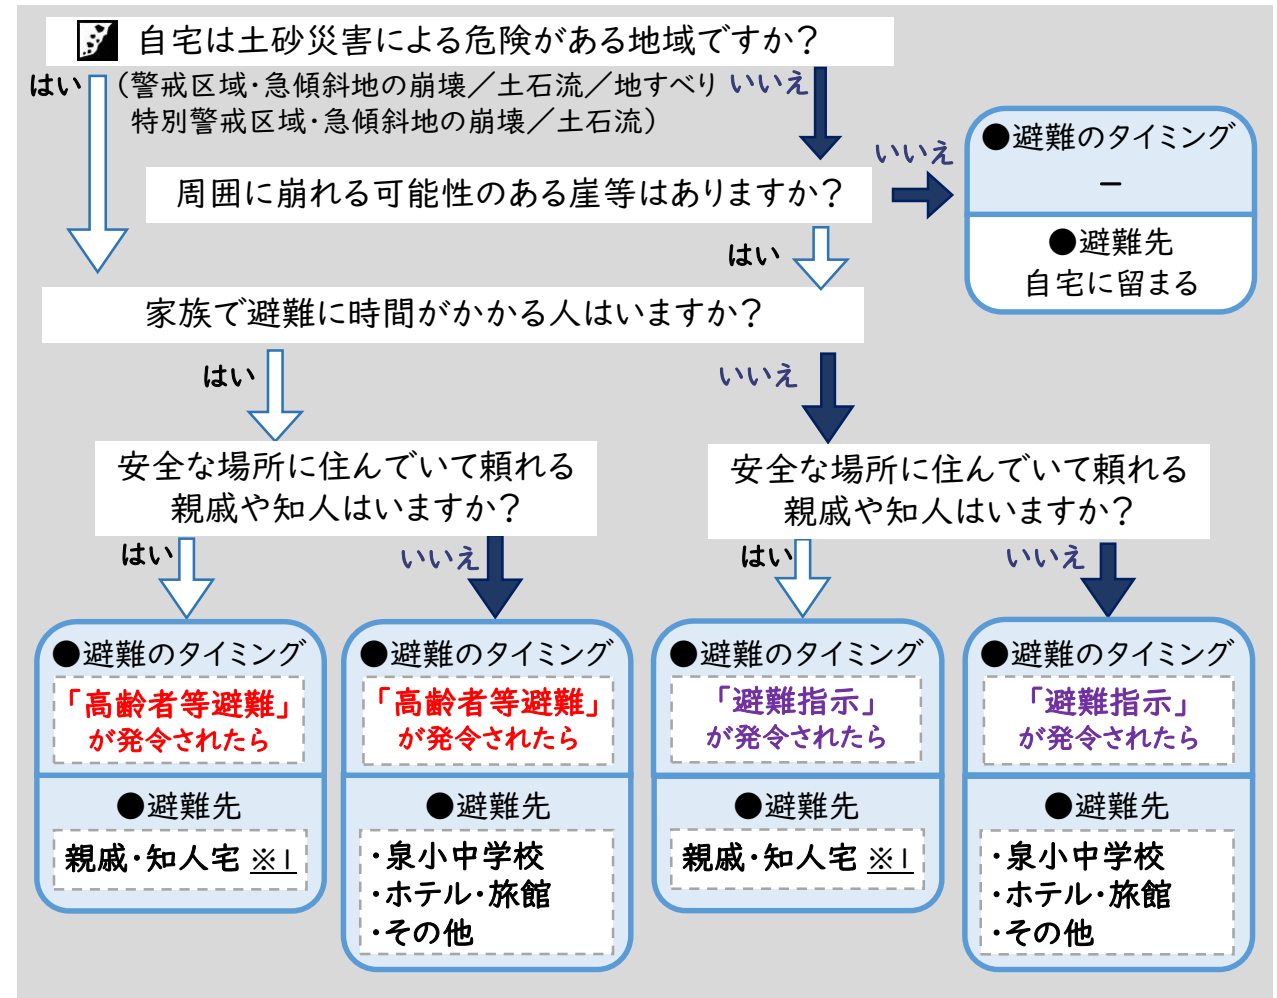 自宅は土砂災害による危険がある地域ですか？
はい
（警戒区域・急傾斜地の崩壊／土石流／地すべり
特別警戒区域・急傾斜地の崩壊／土石流）
いいえ
周囲に崩れる可能性のある崖等はありますか？
いいえ
●避難のタイミング
－
●避難先
自宅に留まる
はい
家族で避難に時間がかかる人はいますか？
はい
いいえ
安全な場所に住んでいて頼れる
親戚や知人はいますか？
はい
いいえ
安全な場所に住んでいて頼れる
親戚や知人はいますか？
はい
いいえ
●避難のタイミング
「高齢者等避難」
が発令されたら
●避難先
親戚・知人宅 ※1
●避難のタイミング
「高齢者等避難」
が発令されたら
●避難先
・泉小中学校
・ホテル・旅館
・その他
●避難のタイミング
「避難指示」
が発令されたら
●避難先
親戚・知人宅 ※1
●避難のタイミング
「避難指示」
が発令されたら
●避難先
・泉小中学校
・ホテル・旅館
・その他